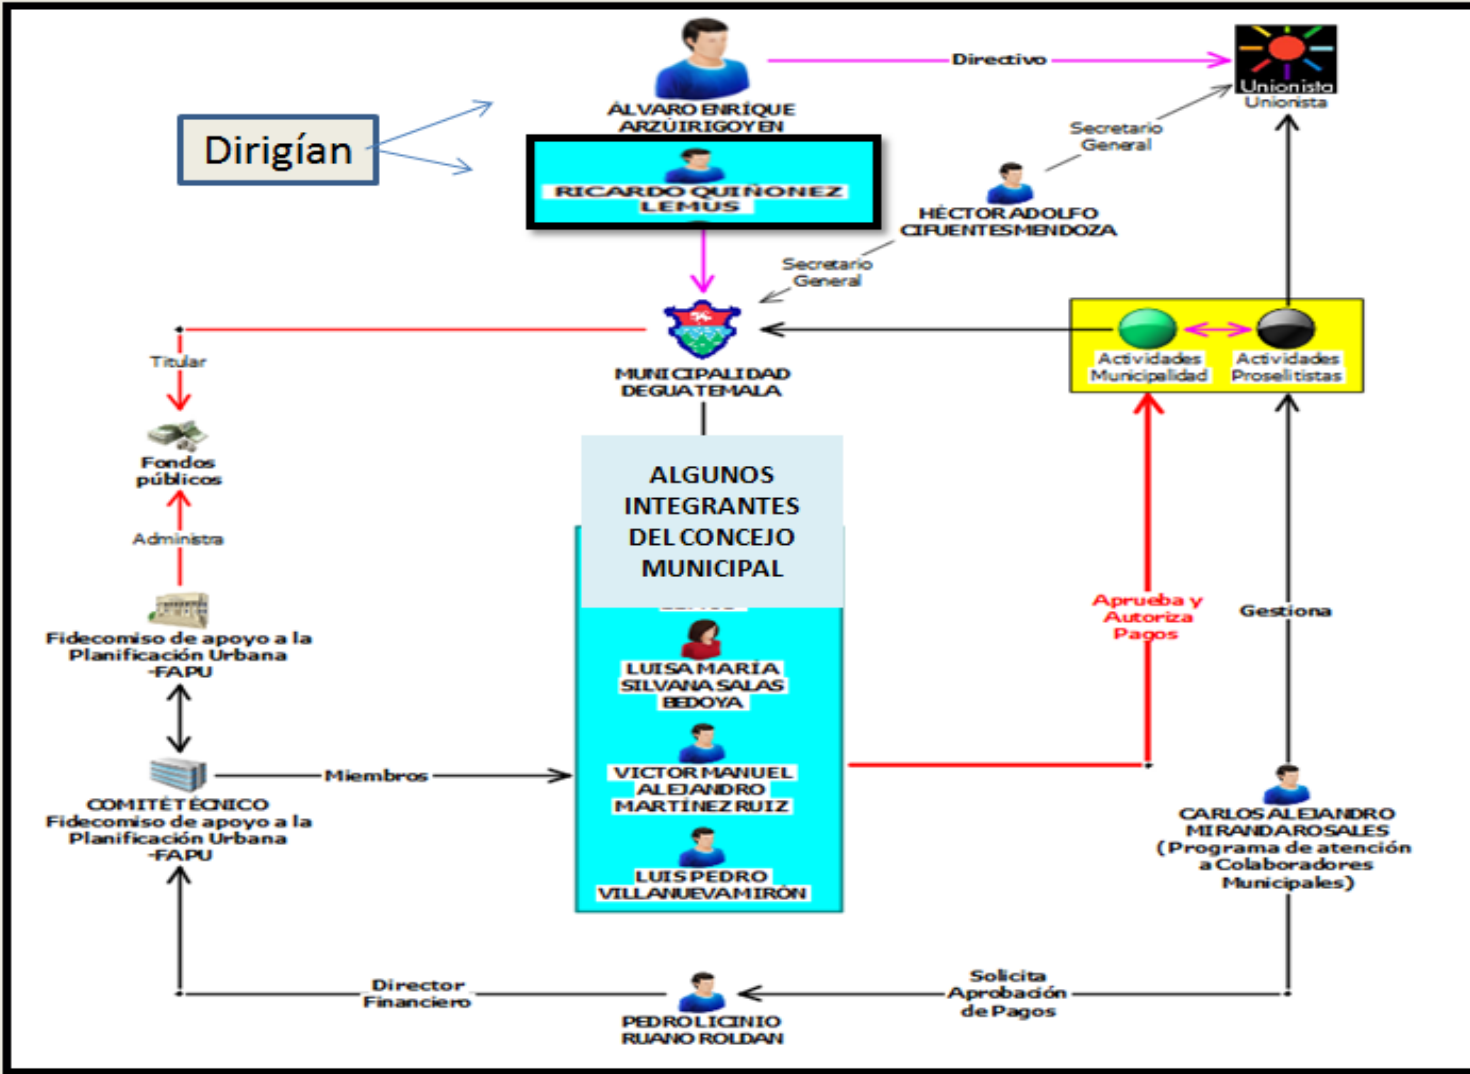 Dirigían
ÁLVARO ENRÍQUE
ARZÚ IRIGOYEN
Directivo
Unionista
Unionista
RICARDO QUIÑONEZ
LEMUS
Secretario
General
HÉCTOR ADOLFO
CIFUENTES MENDOZA
Secretario
General
MUNICIPALIDAD
DE GUATEMALA
Actividades
Municipalidad
Actividades
Proselitistas
Titular
Fondos
públicos
Administra
Fidecomiso de apoyo a la
Planificación Urbana
-FAPU
ALGUNOS
INTEGRANTES
DEL CONCEJO
MUNICIPAL
LUISA MARÍA
SILVANA SALAS
BEDOYA
VICTOR MANUEL
ALEJANDRO
MARTÍNEZ RUIZ
LUIS PEDRO
VILLANUEVA MIRÓN
Aprueba y
Autoriza
Pagos
Gestiona
Miembros
COMITÉ TÉCNICO
Fidecomiso de apoyo a la
Planificación Urbana
-FAPU
CARLOS ALEJANDRO
MIRANDA ROSALES
(Programa de atención
a Colaboradores
Municipales)
Director
Financiero
PEDRO LICINIO
RUANO ROLDAN
Solicita
Aprobación
de Pagos